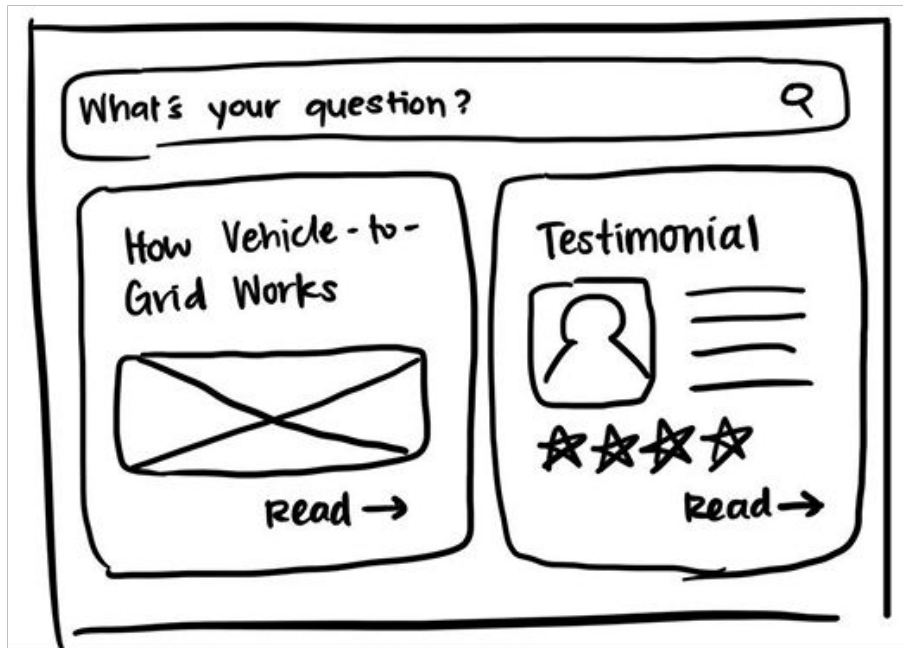 What's your question?
How Vehicle-to-
Grid Works
Read →
Testimonial
Read →